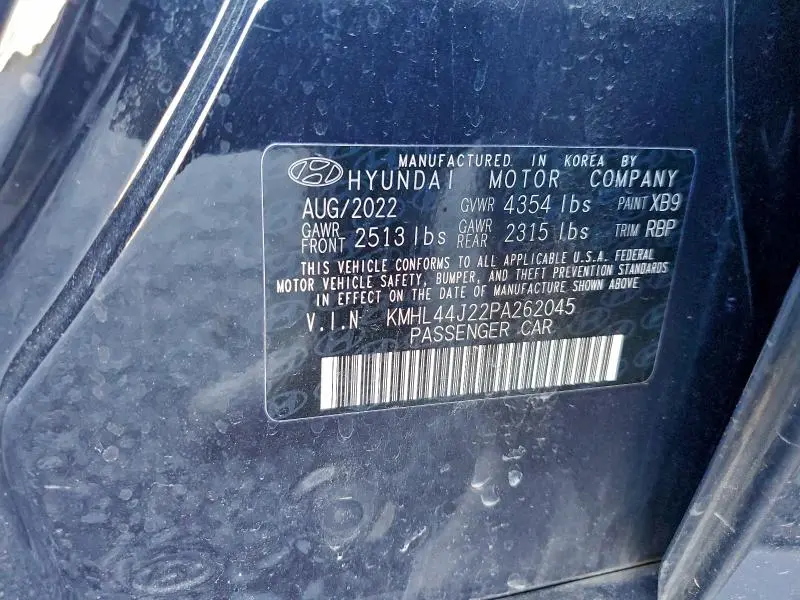 MANUFACTURED IN KOREA BY
HYUNDAI MOTOR COMPANY
AUG/2022 GVWR 4354 lbs PAINT XB9
GAWR FRONT 2513 lbs GAWR REAR 2315 lbs TRIM RBP
THIS VEHICLE CONFORMS TO ALL APPLICABLE U.S.A. FEDERAL
MOTOR VEHICLE SAFETY, BUMPER, AND THEFT PREVENTION STANDARDS
IN EFFECT ON THE DATE OF MANUFACTURE SHOWN ABOVE
V.I.N KMHL44J22PA262045
PASSENGER CAR